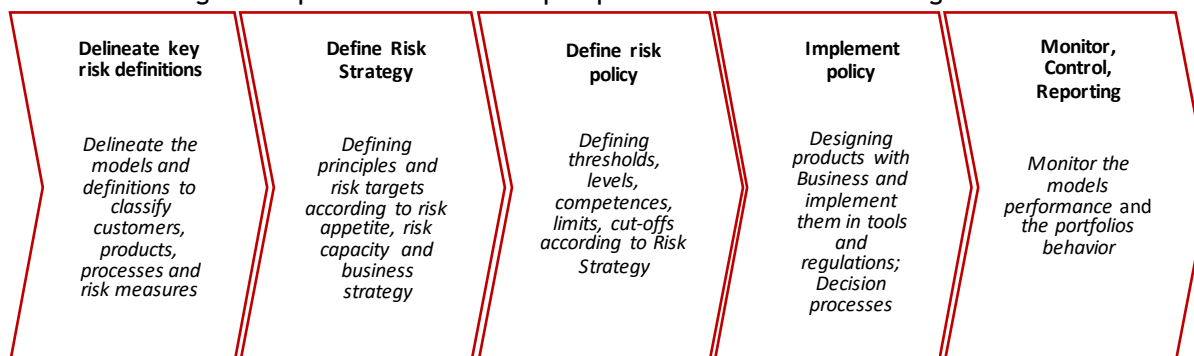 Delineate key
risk definitions
Delineate the
models and
definitions to
classify
customers,
products,
processes and
risk measures
Define Risk
Strategy
Defining
principles and
risk targets
according to risk
appetite, risk
capacity and
business
strategy
Define risk
policy
Defining
thresholds,
levels,
competences,
limits, cut-offs
according to Risk
Strategy
Implement
policy
Designing
products with
Business and
implement
them in tools
and
regulations;
Decision
processes
Monitor,
Control,
Reporting
Monitor the
models
performance and
the portfolios
behavior